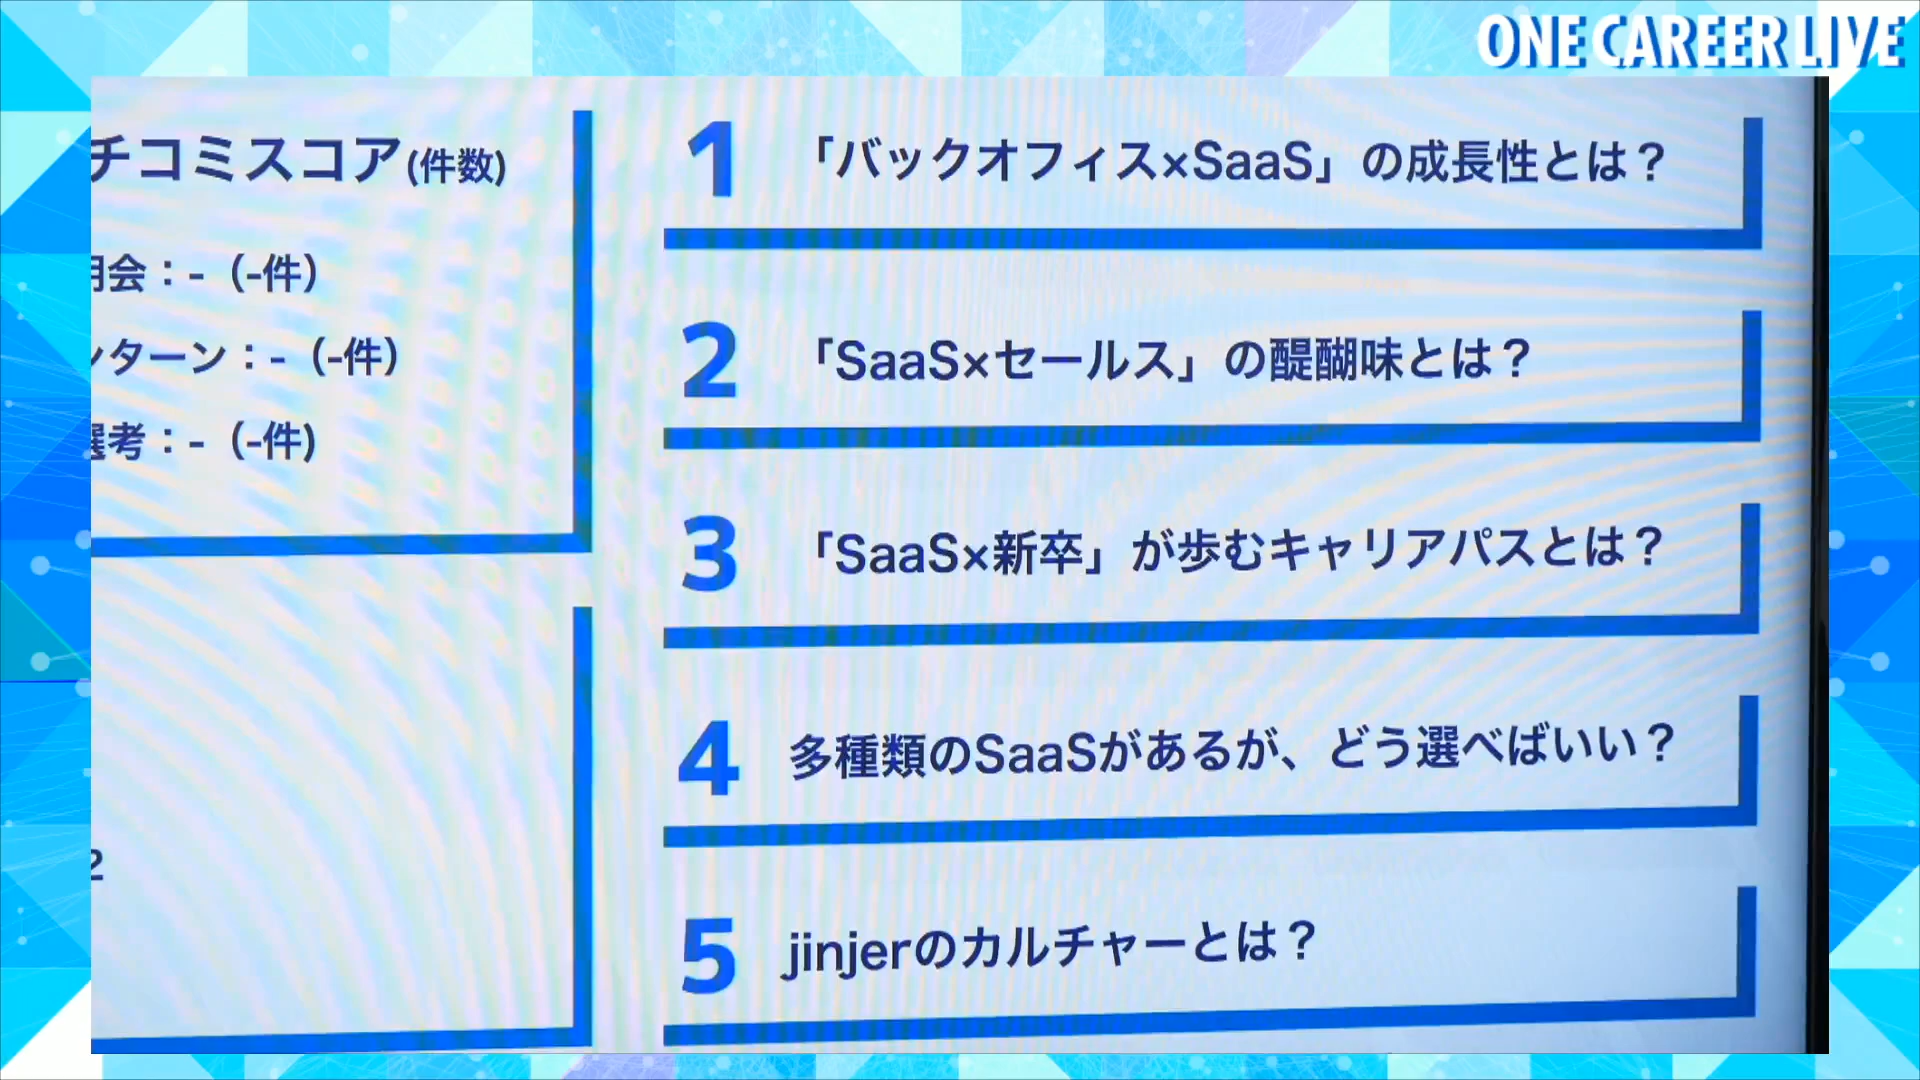 ONE CAREER LIVE
チコミスコア(件数)
会：-（-件）
ターン：-（-件）
選考：-（-件）
2
1 「バックオフィス×SaaS」の成長性とは？
2 「SaaS×セールス」の醍醐味とは？
3 「SaaS×新卒」が歩むキャリアパスとは？
4 多種類のSaaSがあるが、どう選べばいい？
5 jinjerのカルチャーとは？